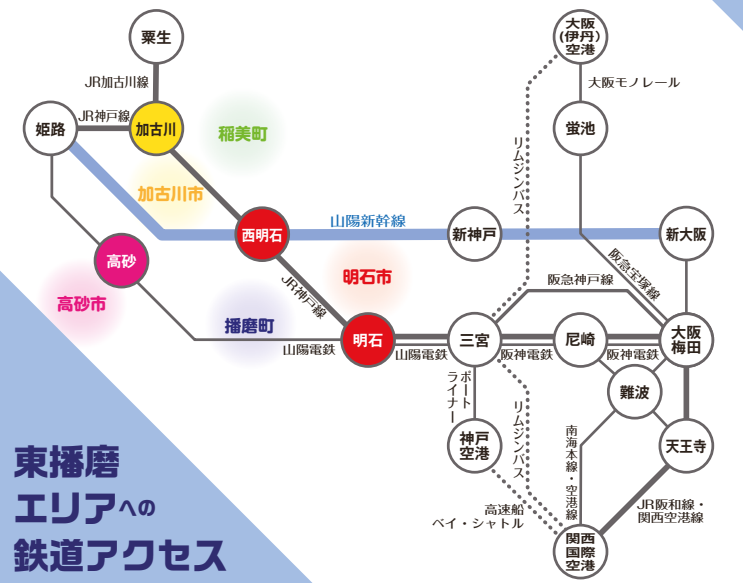 粟生
大阪
(伊丹)
空港
JR加古川線
大阪モノレール
JR神戸線
姫路
加古川
稲美町
蛍池
リムジンバス
加古川市
山陽新幹線
西明石
新神戸
新大阪
高砂
明石市
阪急宝塚線
阪急神戸線
JR神戸線
高砂市
播磨町
山陽電鉄
明石
山陽電鉄
三宮
阪神電鉄
尼崎
阪神電鉄
大阪
梅田
ポート
ライナー
リムジンバス
難波
神戸
空港
南海本線・空港線
天王寺
高速船
ベイ・シャトル
JR阪和線・
関西空港線
関西
国際
空港
東播磨
エリアへの
鉄道アクセス